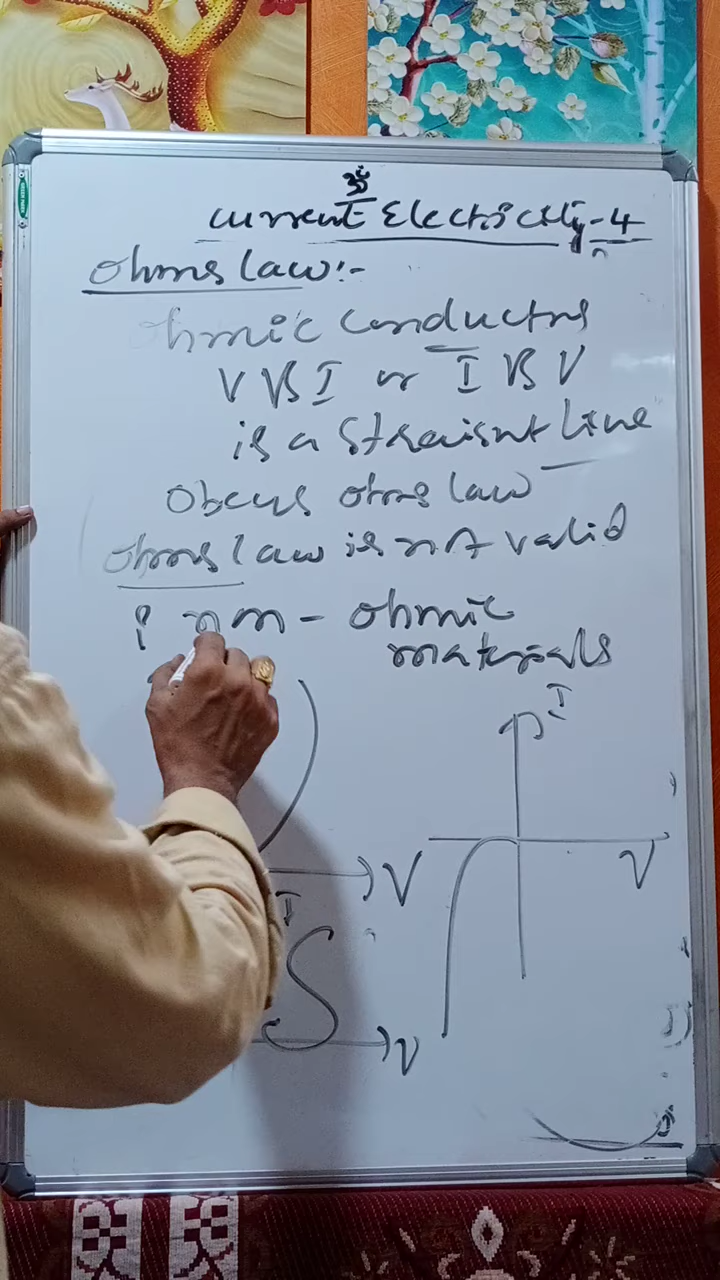 ॐ
Current Electricity-4
Ohms law:-
Ohmic conductors
V VS I or I VS V
is a straight line
Obeys ohms law
ohms law is not valid
non-ohmic
materials
I
V
V
I
V